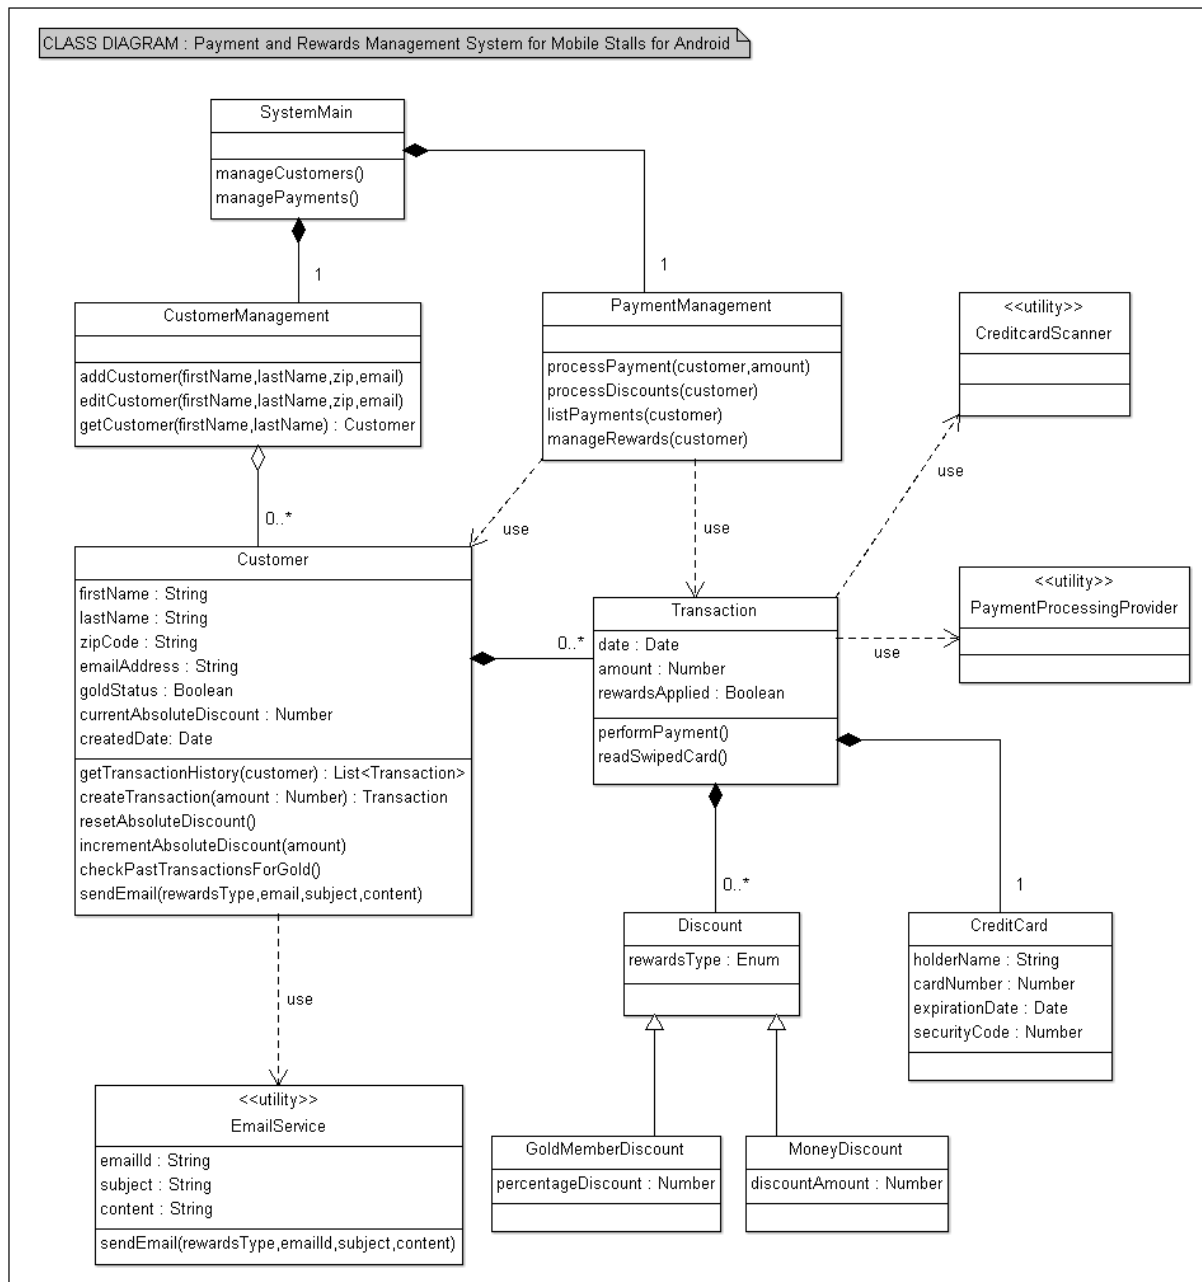 CLASS DIAGRAM : Payment and Rewards Management System for Mobile Stalls for Android
SystemMain
manageCustomers()
managePayments()
1
1
CustomerManagement
addCustomer(firstName,lastName,zip,email)
editCustomer(firstName,lastName,zip,email)
getCustomer(firstName,lastName) : Customer
PaymentManagement
processPayment(customer,amount)
processDiscounts(customer)
listPayments(customer)
manageRewards(customer)
<<utility>>
CreditcardScanner
use
0..*
use
use
Customer
firstName : String
lastName : String
zipCode : String
emailAddress : String
goldStatus : Boolean
currentAbsoluteDiscount : Number
createdDate: Date
getTransactionHistory(customer) : List<Transaction>
createTransaction(amount : Number) : Transaction
resetAbsoluteDiscount()
incrementAbsoluteDiscount(amount)
checkPastTransactionsForGold()
sendEmail(rewardsType,email,subject,content)
0..*
Transaction
date : Date
amount : Number
rewardsApplied : Boolean
performPayment()
readSwipedCard()
<<utility>>
PaymentProcessingProvider
use
0..*
1
Discount
rewardsType : Enum
CreditCard
holderName : String
cardNumber : Number
expirationDate : Date
securityCode : Number
use
<<utility>>
EmailService
emailId : String
subject : String
content : String
sendEmail(rewardsType,emailId,subject,content)
GoldMemberDiscount
percentageDiscount : Number
MoneyDiscount
discountAmount : Number